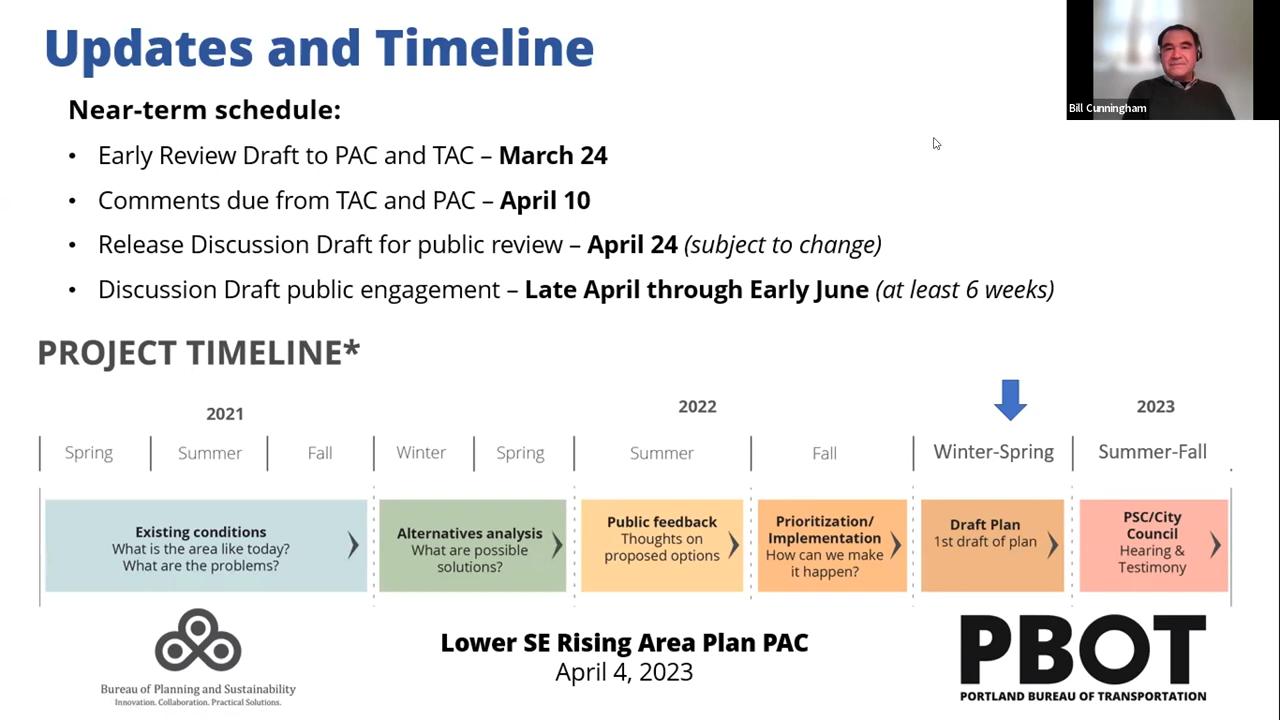 Updates and Timeline
Bill Cunningham
Near-term schedule:
• Early Review Draft to PAC and TAC – March 24
• Comments due from TAC and PAC – April 10
• Release Discussion Draft for public review – April 24 (subject to change)
• Discussion Draft public engagement – Late April through Early June (at least 6 weeks)
PROJECT TIMELINE*
2021
2022
2023
Spring
Summer
Fall
Winter
Spring
Summer
Fall
Winter-Spring
Summer-Fall
Existing conditions
What is the area like today?
What are the problems?
Alternatives analysis
What are possible
solutions?
Public feedback
Thoughts on
proposed options
Prioritization/
Implementation
How can we make
it happen?
Draft Plan
1st draft of plan
PSC/City
Council
Hearing &
Testimony
Bureau of Planning and Sustainability
Innovation. Collaboration. Practical Solutions.
Lower SE Rising Area Plan PAC
April 4, 2023
PBOT
PORTLAND BUREAU OF TRANSPORTATION